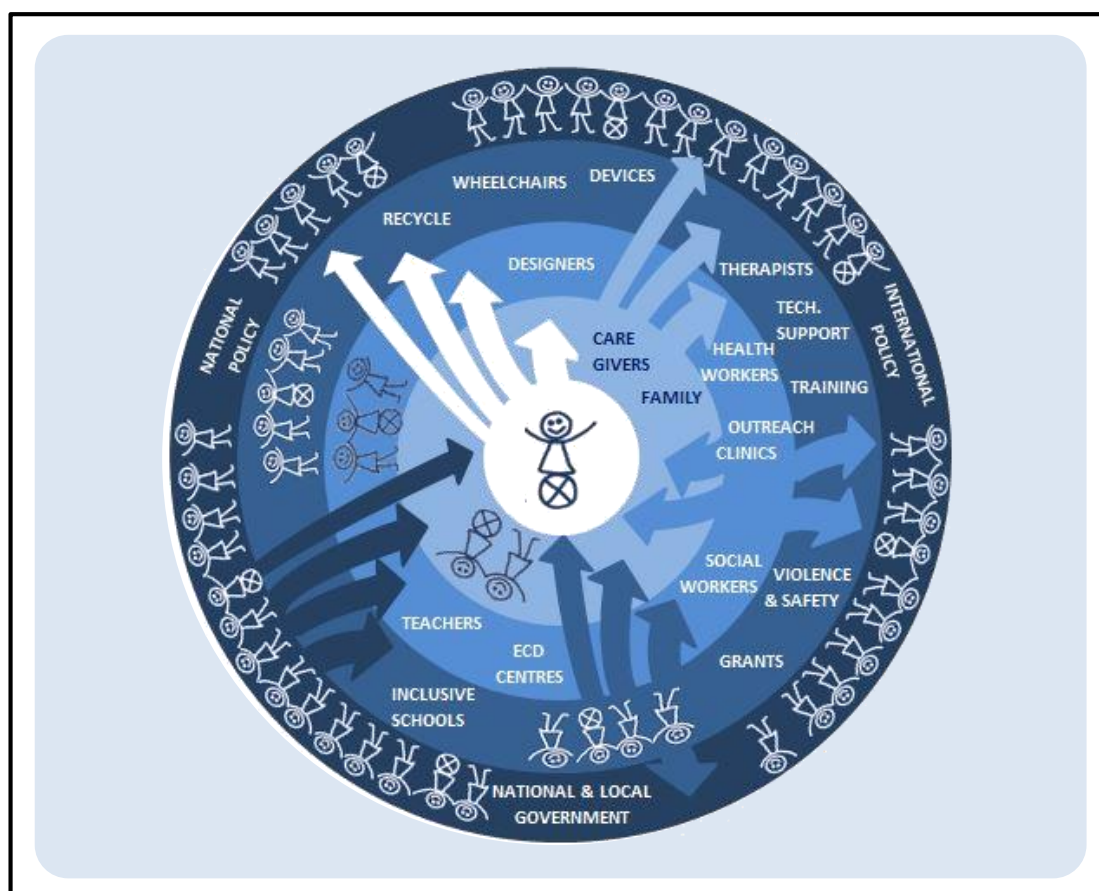 WHEELCHAIRS
DEVICES
RECYCLE
DESIGNERS
THERAPISTS
TECH.
SUPPORT
NATIONAL
POLICY
INTERNATIONAL
POLICY
CARE
GIVERS
HEALTH
WORKERS
FAMILY
TRAINING
OUTREACH
CLINICS
SOCIAL
WORKERS
VIOLENCE
& SAFETY
TEACHERS
ECD
CENTRES
GRANTS
INCLUSIVE
SCHOOLS
NATIONAL & LOCAL
GOVERNMENT